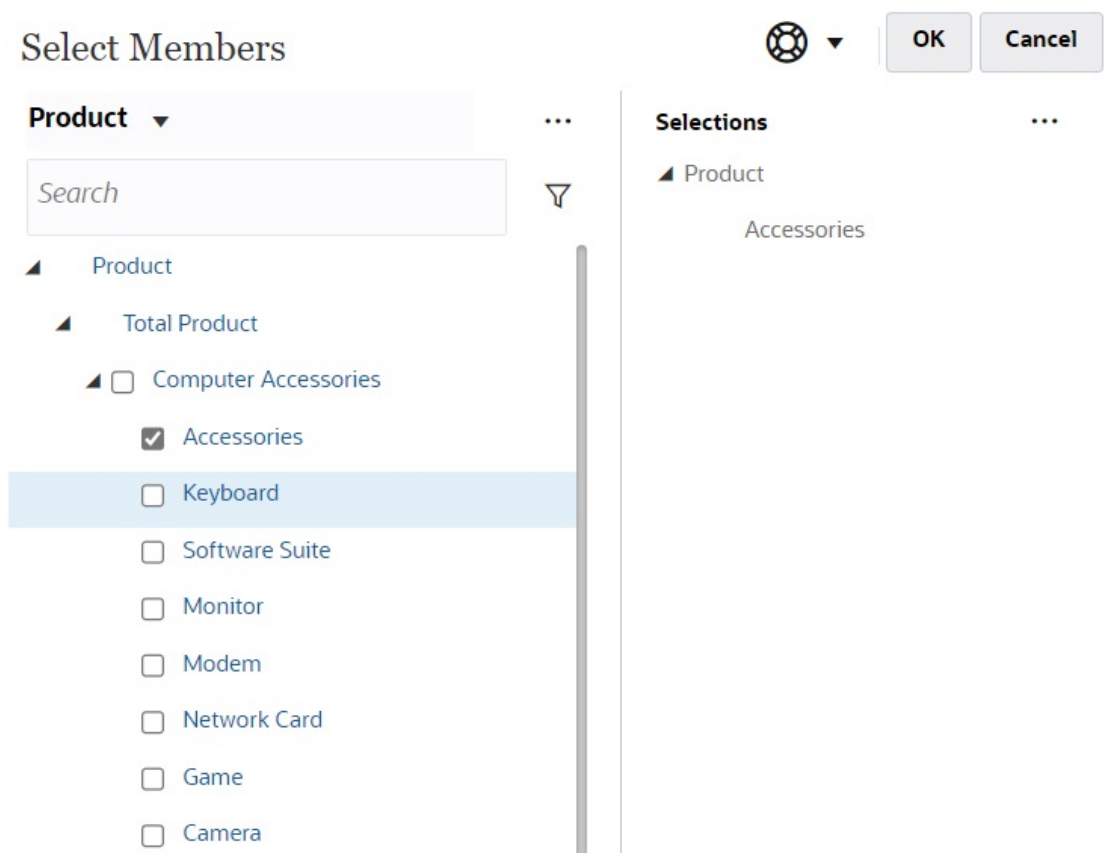 Select Members
OK
Cancel
Product
...
Search
Product
Total Product
Computer Accessories
Accessories
Keyboard
Software Suite
Monitor
Modem
Network Card
Game
Camera
Selections
...
Product
Accessories